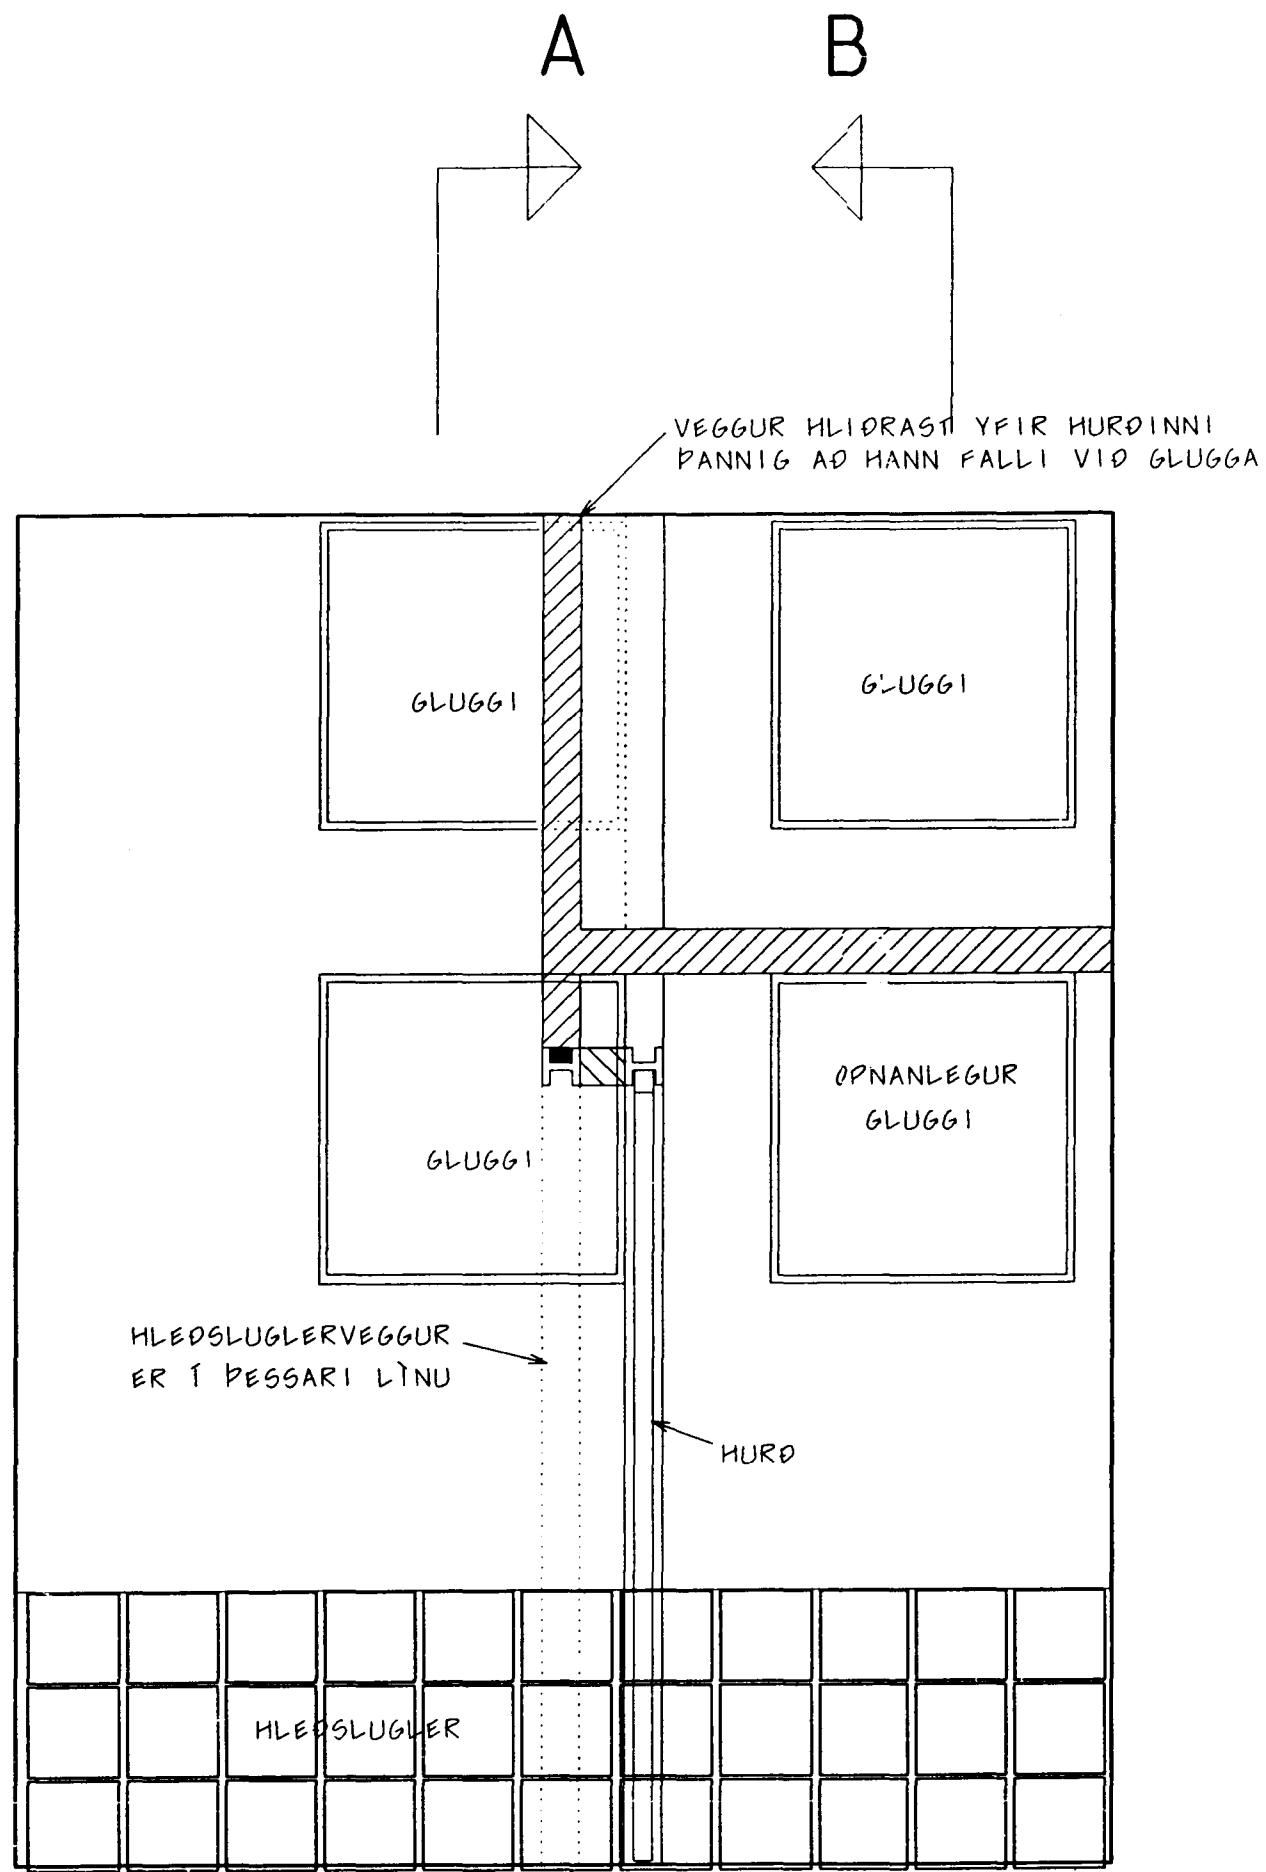 A
B
VEGGUR HLIÐRAST YFIR HURÐINNI
ÞANNIG AÐ HANN FALLI VIÐ GLUGGA
GLUGGI
GLUGGI
OPNANLEGUR
GLUGGI
GLUGGI
HLEÐSLUGLERVEGGUR
ER Í ÞESSARI LÌNU
HURÐ
HLEÐSLUGLER